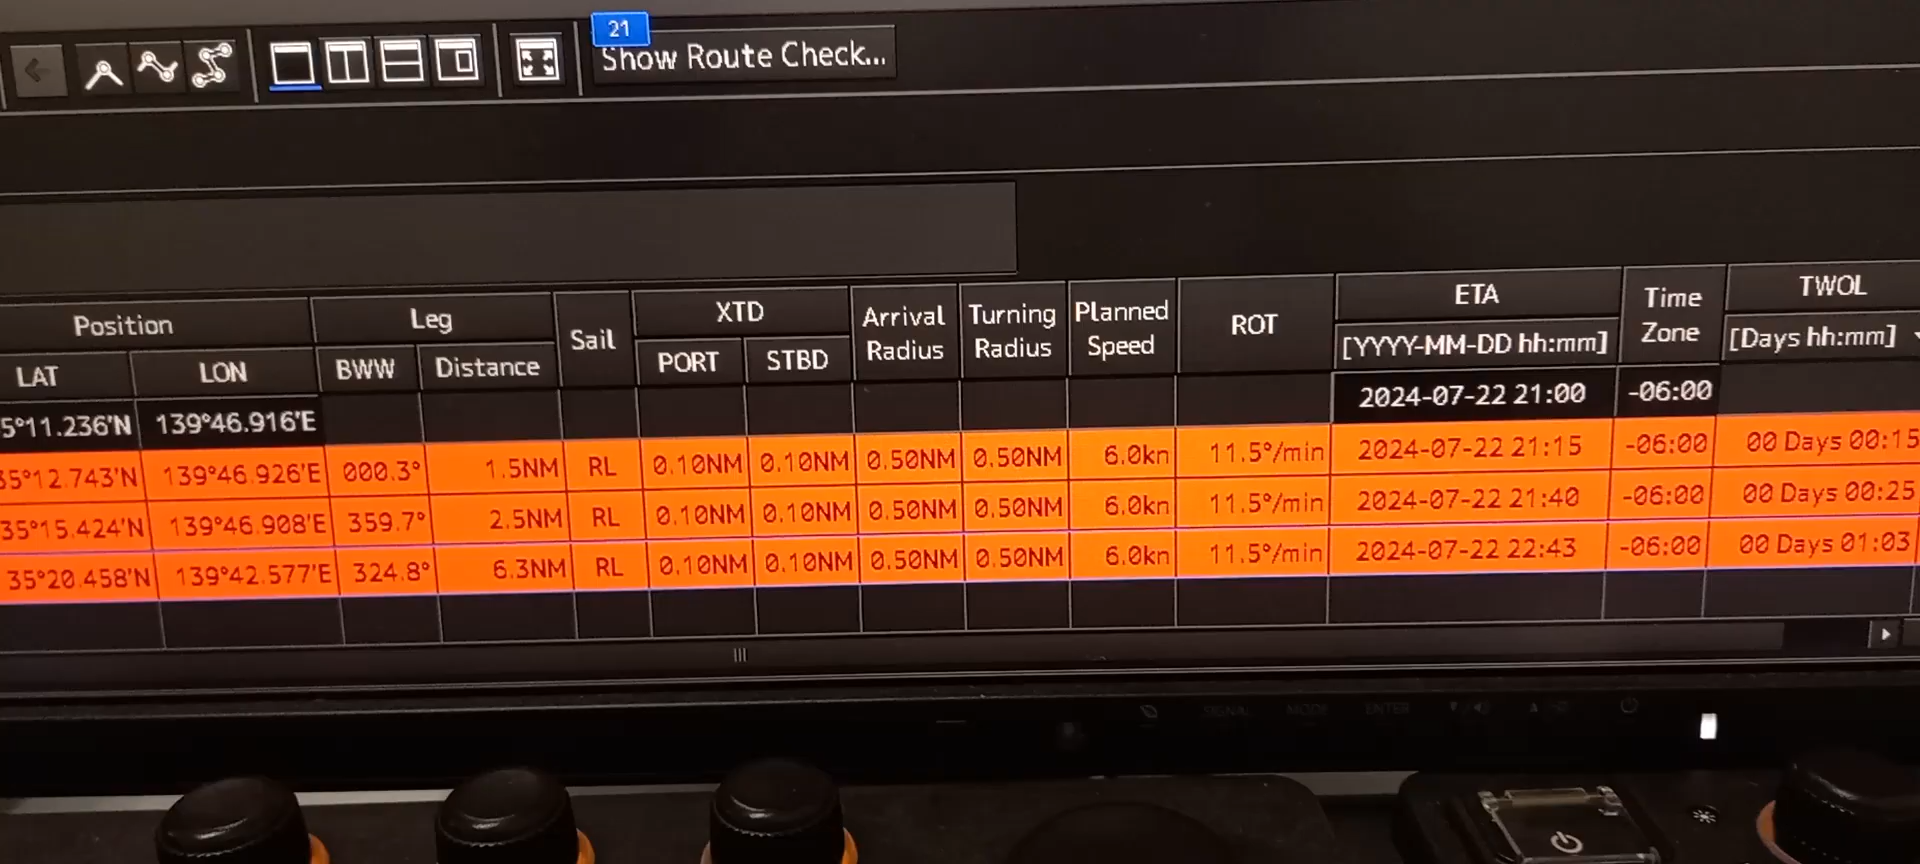 21
Show Route Check...
Position Leg Sail XTD Arrival Radius Turning Radius Planned Speed ROT ETA Time Zone TWOL
LAT LON BWW Distance PORT STBD [YYYY-MM-DD hh:mm] [Days hh:mm]
5°11.236'N 139°46.916'E 2024-07-22 21:00 -06:00
35°12.743'N 139°46.926'E 000.3° 1.5NM RL 0.10NM 0.10NM 0.50NM 0.50NM 6.0kn 11.5°/min 2024-07-22 21:15 -06:00 00 Days 00:15
35°15.424'N 139°46.908'E 359.7° 2.5NM RL 0.10NM 0.10NM 0.50NM 0.50NM 6.0kn 11.5°/min 2024-07-22 21:40 -06:00 00 Days 00:25
35°20.458'N 139°42.577'E 324.8° 6.3NM RL 0.10NM 0.10NM 0.50NM 0.50NM 6.0kn 11.5°/min 2024-07-22 22:43 -06:00 00 Days 01:03
SIGNAL MODE ENTER